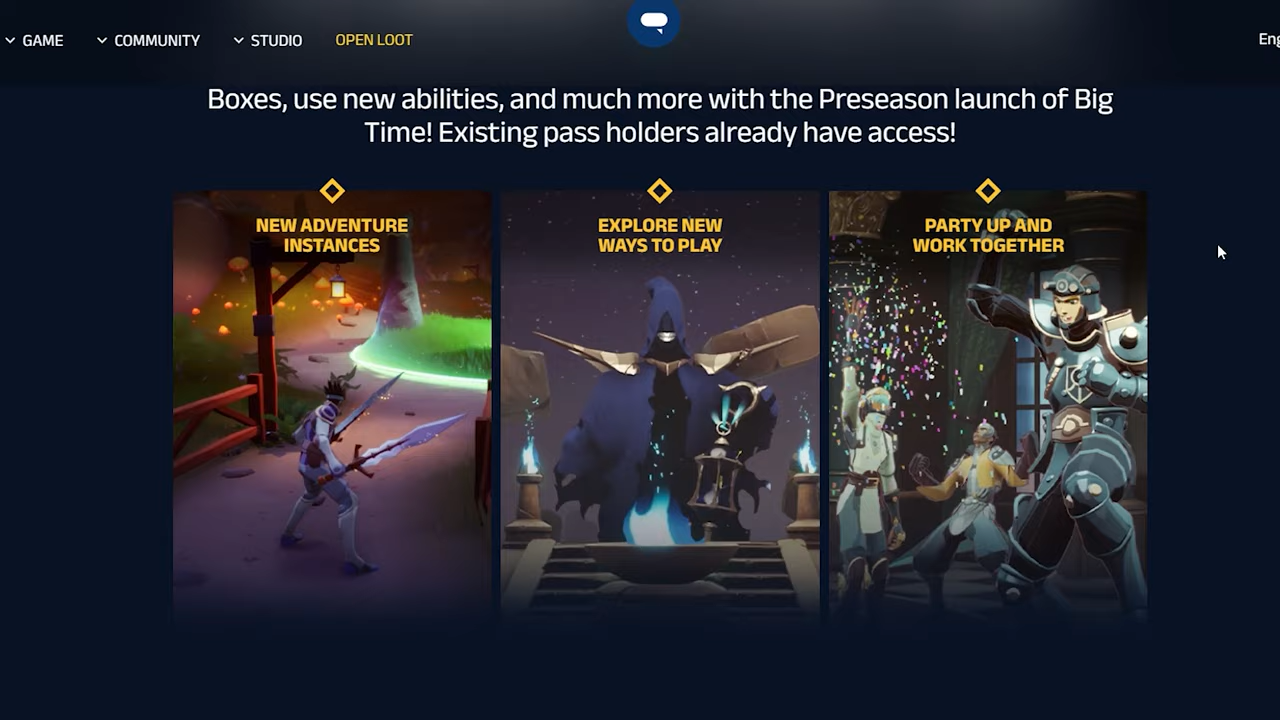 GAME COMMUNITY STUDIO OPEN LOOT
Eng
Boxes, use new abilities, and much more with the Preseason launch of Big
Time! Existing pass holders already have access!
NEW ADVENTURE
INSTANCES
EXPLORE NEW
WAYS TO PLAY
PARTY UP AND
WORK TOGETHER